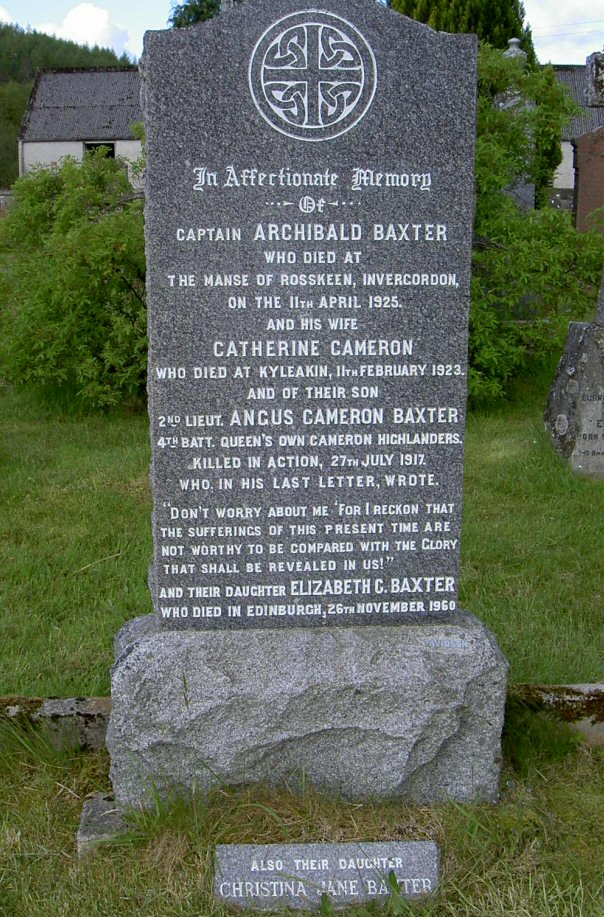 In Affectionate Memory
Of
CAPTAIN ARCHIBALD BAXTER
WHO DIED AT
THE MANSE OF ROSSKEEN, INVERGORDON,
ON THE 11TH APRIL 1925.
AND HIS WIFE
CATHERINE CAMERON
WHO DIED AT KYLEAKIN, 11TH FEBRUARY 1923.
AND OF THEIR SON
2ND LIEUT. ANGUS CAMERON BAXTER
4TH BATT. QUEEN'S OWN CAMERON HIGHLANDERS.
KILLED IN ACTION, 27TH JULY 1917.
WHO, IN HIS LAST LETTER, WROTE.
"DON'T WORRY ABOUT ME 'FOR I RECKON THAT
THE SUFFERINGS OF THIS PRESENT TIME ARE
NOT WORTHY TO BE COMPARED WITH THE GLORY
THAT SHALL BE REVEALED IN US!"
AND THEIR DAUGHTER ELIZABETH C. BAXTER
WHO DIED IN EDINBURGH, 26TH NOVEMBER 1960
ALSO THEIR DAUGHTER
CHRISTINA JANE BAXTER